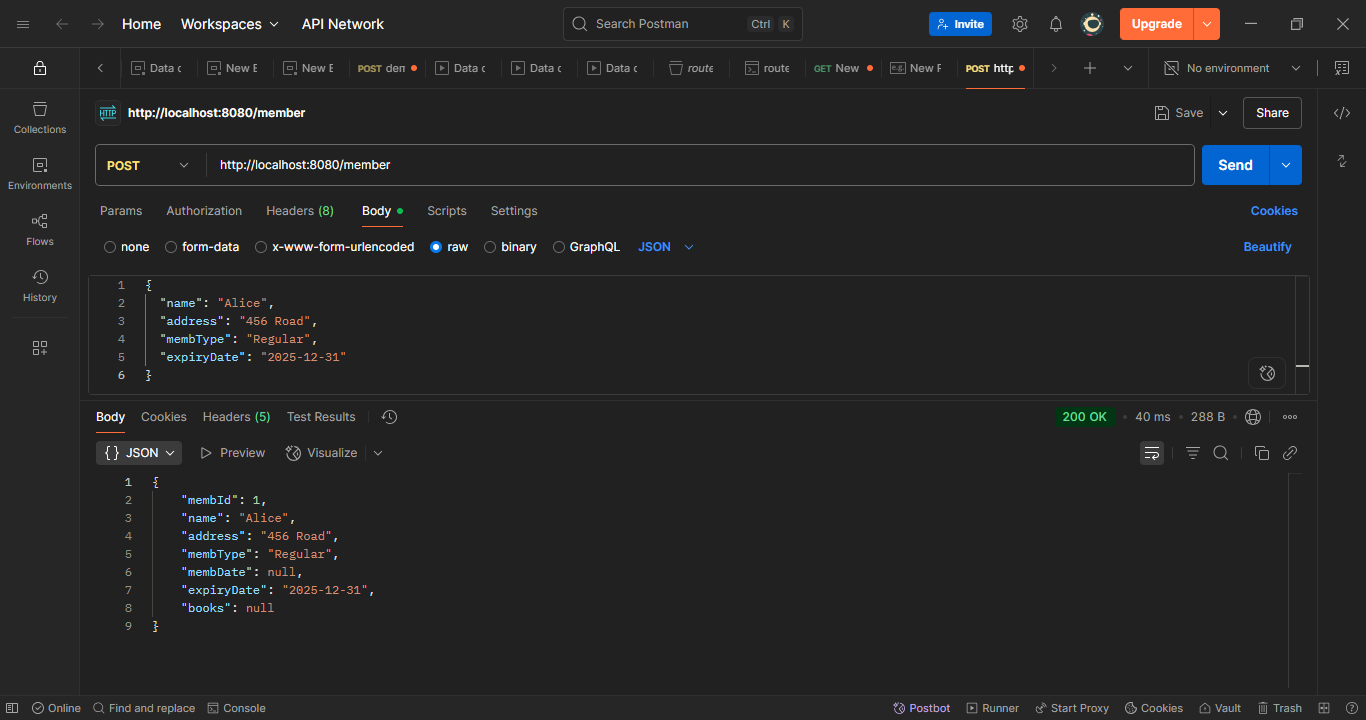 Home Workspaces API Network Search Postman Ctrl K Invite Upgrade
Data c New E New E POST den Data c Data c Data c route route GET New New F POST http No environment
HTTP http://localhost:8080/member Save Share
Collections
POST http://localhost:8080/member Send
Environments
Params Authorization Headers (8) Body Scripts Settings Cookies
Flows
none form-data x-www-form-urlencoded raw binary GraphQL JSON Beautify
History
1 {
2 "name": "Alice",
3 "address": "456 Road",
4 "membType": "Regular",
5 "expiryDate": "2025-12-31"
6 }
Body Cookies Headers (5) Test Results 200 OK 40 ms 288 B
{} JSON Preview Visualize
1 {
2 "membId": 1,
3 "name": "Alice",
4 "address": "456 Road",
5 "membType": "Regular",
6 "membDate": null,
7 "expiryDate": "2025-12-31",
8 "books": null
9 }
Online Find and replace Console Postbot Runner Start Proxy Cookies Vault Trash